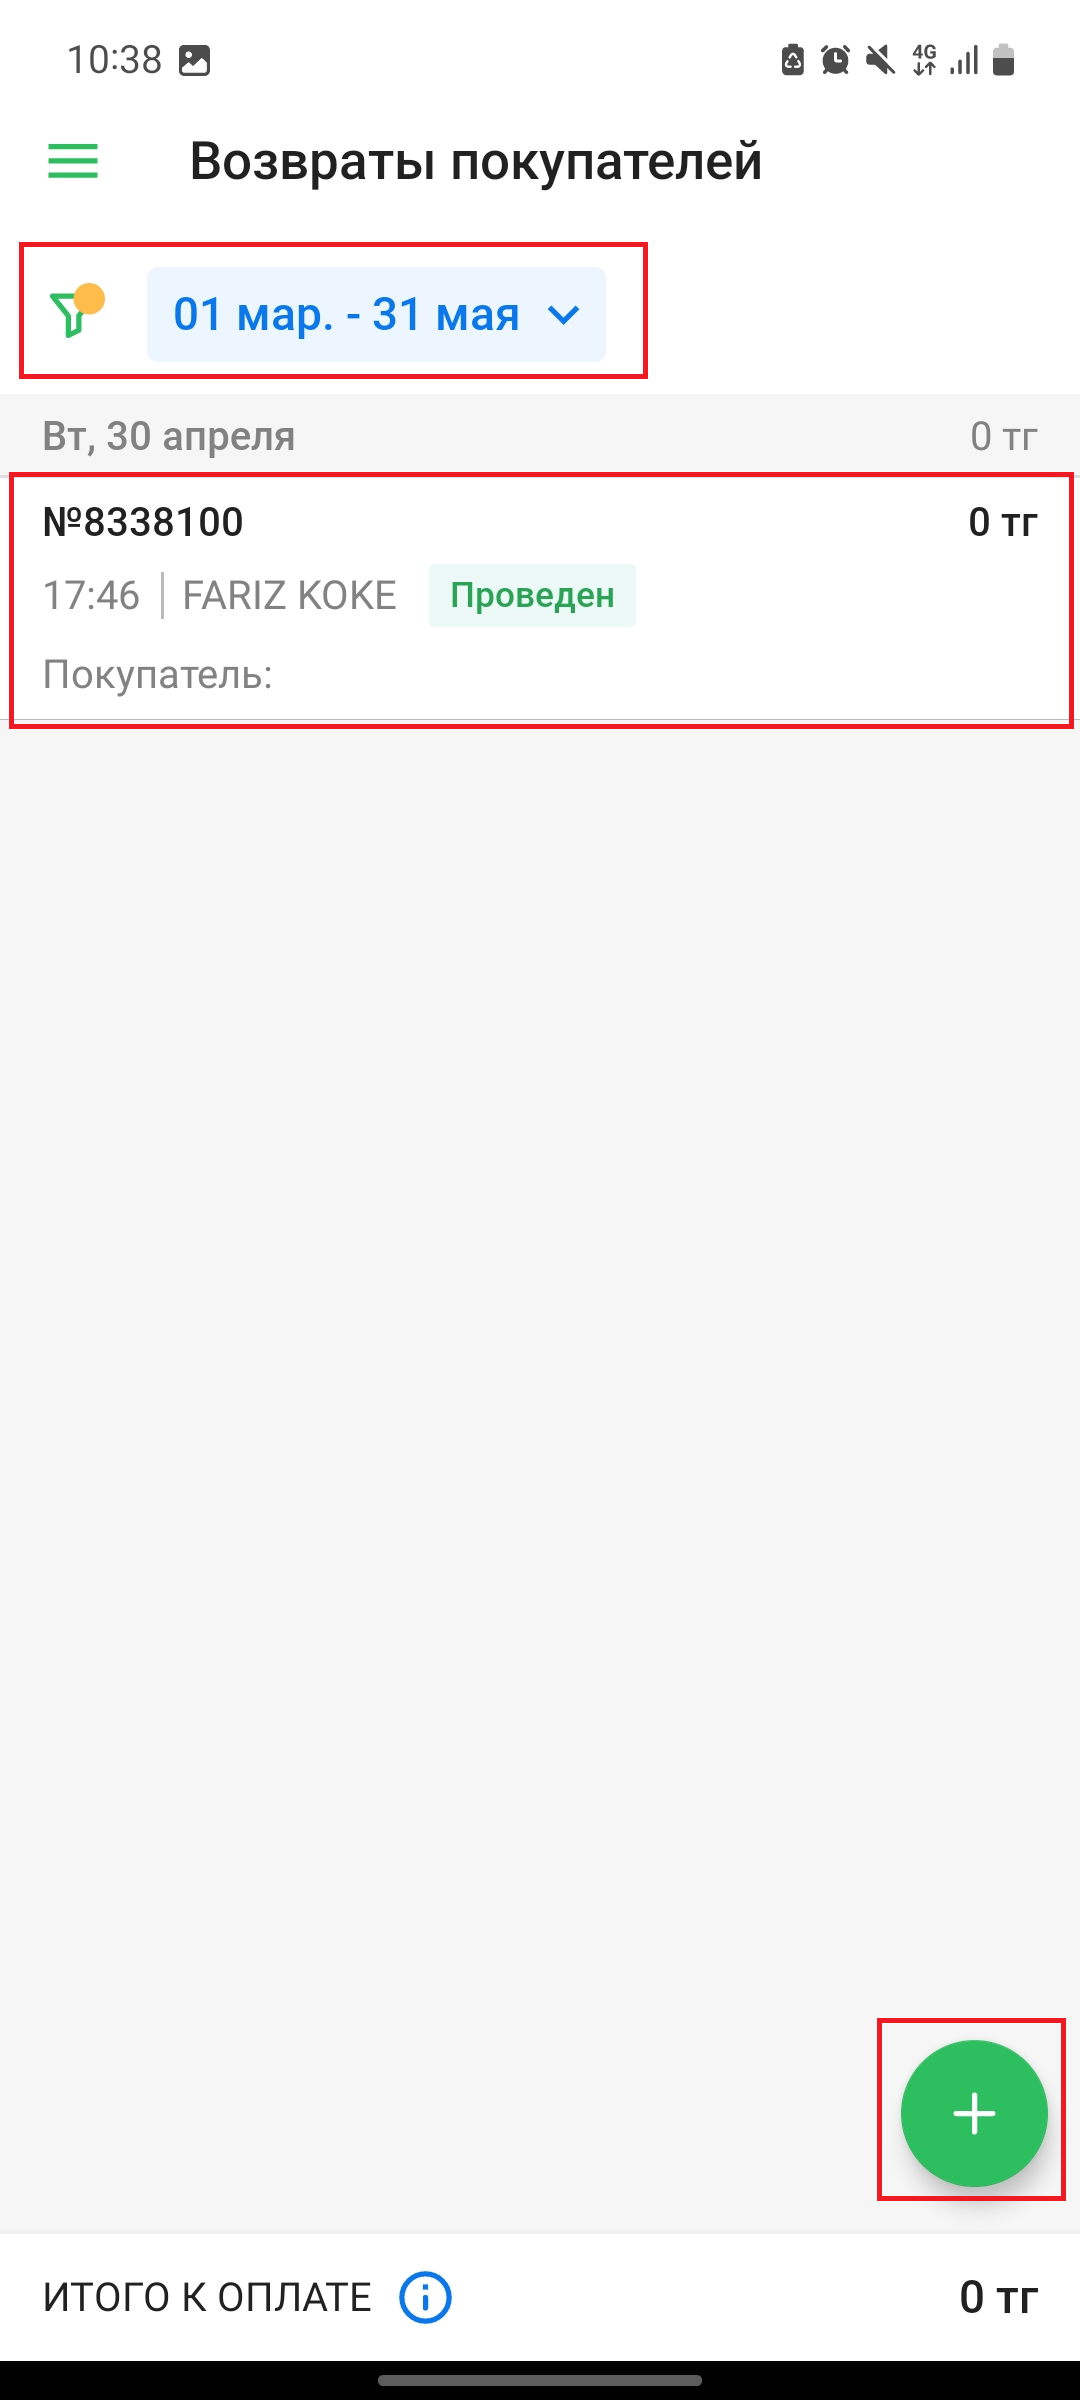 10:38
4G
Возвраты покупателей
01 мар. - 31 мая
Вт, 30 апреля 0 тг
№8338100 0 тг
17:46 FARIZ KOKE Проведен
Покупатель:
ИТОГО К ОПЛАТЕ 0 тг